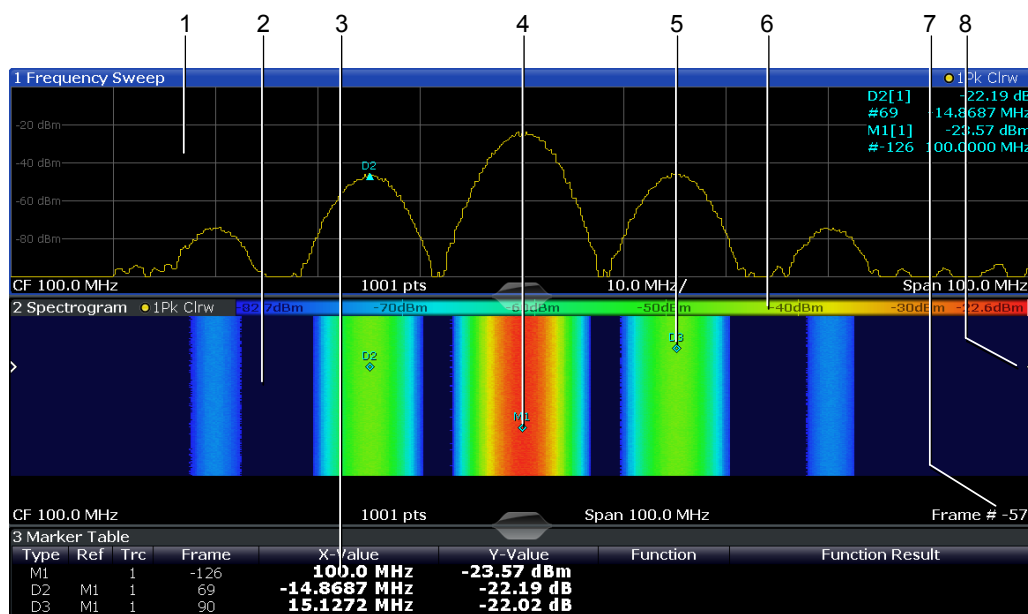 1 2 3 4 5 6 7 8
1 Frequency Sweep 1Pk Clrw
D2[1] -22.19 dB
#69 -14.8687 MHz
M1[1] -23.57 dBm
#-126 100.0000 MHz
-20 dBm
-40 dBm
-60 dBm
-80 dBm
D2
CF 100.0 MHz 1001 pts 10.0 MHz/ Span 100.0 MHz
2 Spectrogram 1Pk Clrw -82.7dBm -70dBm -60dBm -50dBm -40dBm -30dBm -22.6dBm
D3
D2
M1
CF 100.0 MHz 1001 pts Span 100.0 MHz Frame # -57
3 Marker Table
Type Ref Trc Frame X-Value Y-Value Function Function Result
M1 1 -126 100.0 MHz -23.57 dBm
D2 M1 1 69 -14.8687 MHz -22.19 dB
D3 M1 1 90 15.1272 MHz -22.02 dB